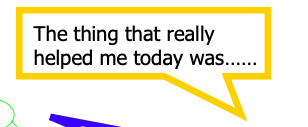 The thing that really
helped me today was......